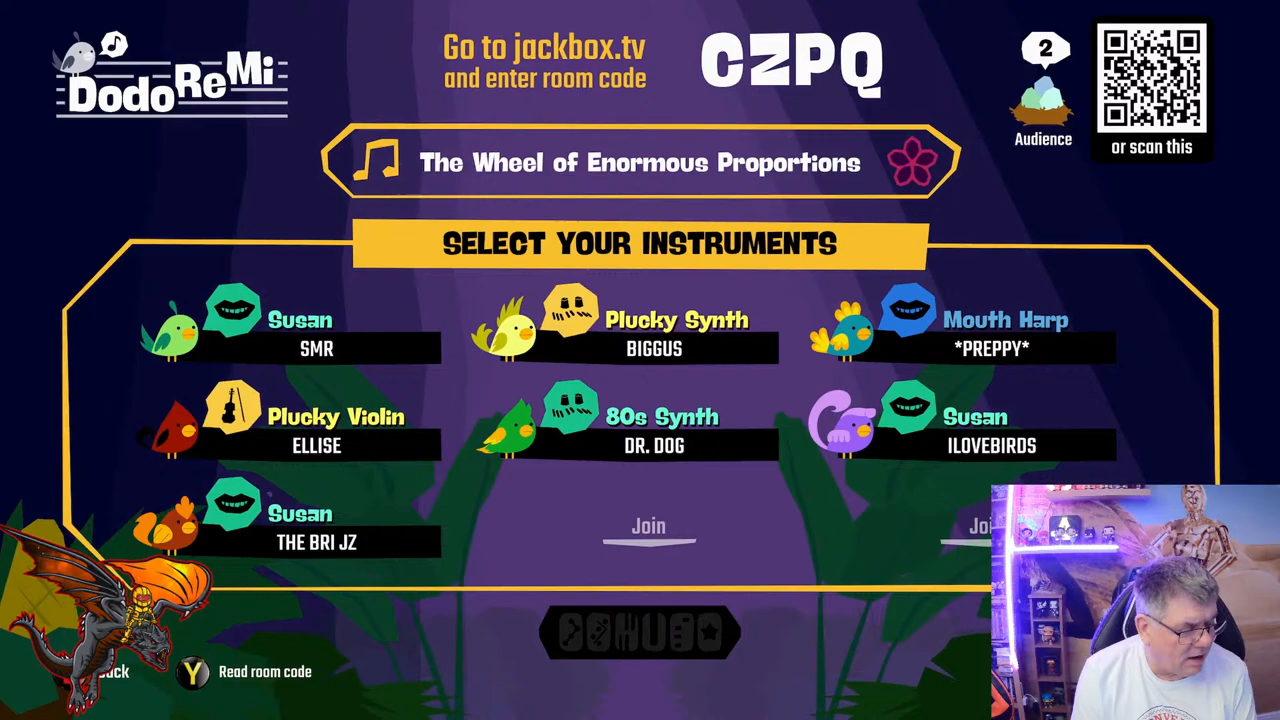 DodoReMi
Go to jackbox.tv
and enter room code
CZPQ
2
Audience
or scan this
The Wheel of Enormous Proportions
SELECT YOUR INSTRUMENTS
Susan
SMR
Plucky Synth
BIGGUS
Mouth Harp
*PREPPY*
Plucky Violin
ELLISE
80s Synth
DR. DOG
Susan
ILOVEBIRDS
Susan
THE BRI JZ
Join
Y
Read room code